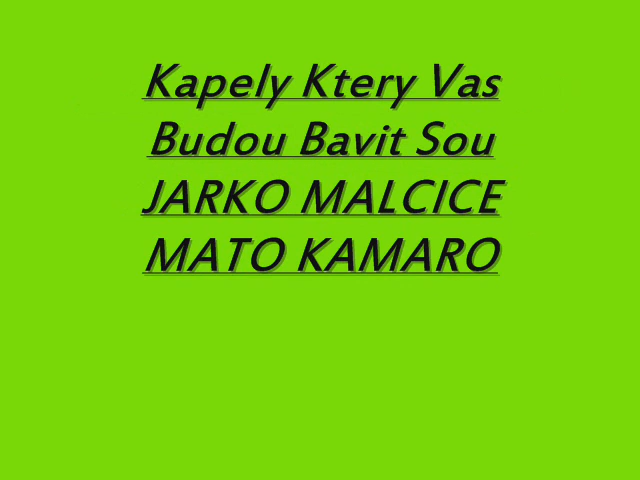 Kapely Ktery Vas
Budou Bavit Sou
JARKO MALCICE
MATO KAMARO